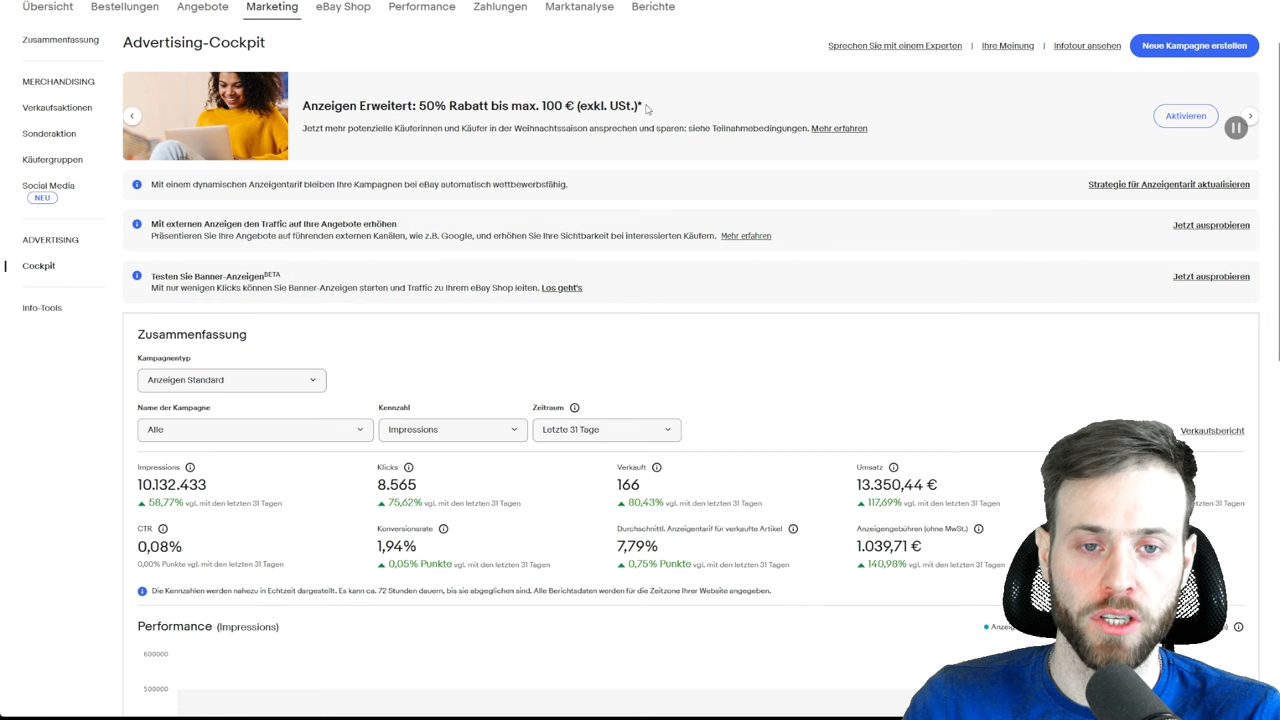 Übersicht Bestellungen Angebote Marketing eBay Shop Performance Zahlungen Marktanalyse Berichte
Zusammenfassung
MERCHANDISING
Verkaufsaktionen
Sonderaktion
Käufergruppen
Social Media
NEU
ADVERTISING
Cockpit
Info-Tools
Advertising-Cockpit
Sprechen Sie mit einem Experten | Ihre Meinung | Infotour ansehen Neue Kampagne erstellen
Anzeigen Erweitert: 50% Rabatt bis max. 100 € (exkl. USt.)*
Jetzt mehr potenzielle Käuferinnen und Käufer in der Weihnachtssaison ansprechen und sparen: siehe Teilnahmebedingungen. Mehr erfahren
Aktivieren
Mit einem dynamischen Anzeigentarif bleiben Ihre Kampagnen bei eBay automatisch wettbewerbsfähig. Strategie für Anzeigentarif aktualisieren
Mit externen Anzeigen den Traffic auf Ihre Angebote erhöhen
Präsentieren Sie Ihre Angebote auf führenden externen Kanälen, wie z.B. Google, und erhöhen Sie Ihre Sichtbarkeit bei interessierten Käufern. Mehr erfahren
Jetzt ausprobieren
Testen Sie Banner-Anzeigen BETA
Mit nur wenigen Klicks können Sie Banner-Anzeigen starten und Traffic zu Ihrem eBay Shop leiten. Los geht's
Jetzt ausprobieren
Zusammenfassung
Kampagnentyp
Anzeigen Standard
Name der Kampagne Kennzahl Zeitraum
Alle Impressions Letzte 31 Tage
Verkaufsbericht
Impressions Klicks Verkauft Umsatz
10.132.433 8.565 166 13.350,44 €
58,77% vgl. mit den letzten 31 Tagen 75,62% vgl. mit den letzten 31 Tagen 80,43% vgl. mit den letzten 31 Tagen 117,69% vgl. mit den letzten 31 Tagen tzten 31 Tagen
CTR Konversionsrate Durchschnittl. Anzeigentarif für verkaufte Artikel Anzeigengebühren (ohne MwSt.)
0,08% 1,94% 7,79% 1.039,71 €
0,00% Punkte vgl. mit den letzten 31 Tagen 0,05% Punkte vgl. mit den letzten 31 Tagen 0,75% Punkte vgl. mit den letzten 31 Tagen 140,98% vgl. mit den letzten 31 Tagen
Die Kennzahlen werden nahezu in Echtzeit dargestellt. Es kann ca. 72 Stunden dauern, bis sie abgeglichen sind. Alle Berichtsdaten werden für die Zeitzone Ihrer Website angegeben.
Performance (Impressions)
600000
500000